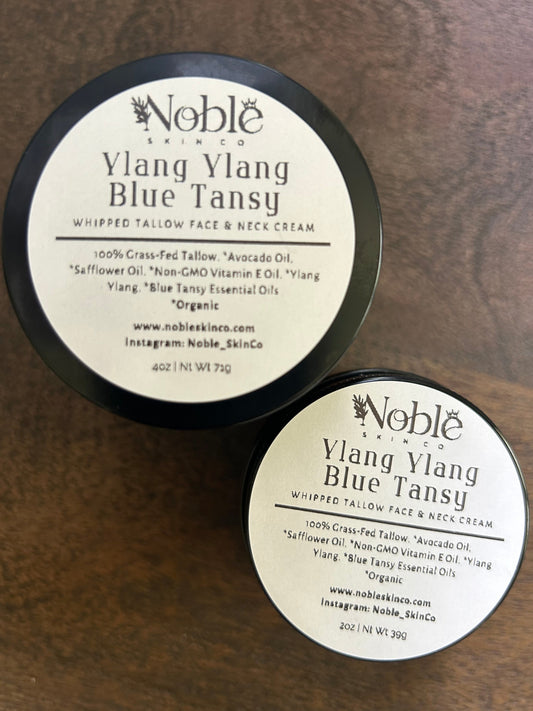 Noble
SKIN CO
Ylang Ylang
Blue Tansy
WHIPPED TALLOW FACE & NECK CREAM
100% Grass-Fed Tallow. *Avocado Oil.
*Safflower Oil. *Non-GMO Vitamin E Oil. *Ylang
Ylang. *Blue Tansy Essential Oils
*Organic
www.nobleskinco.com
Instagram: Noble_SkinCo
4oz | Nt Wt 71g
Noble
SKIN CO
Ylang Ylang
Blue Tansy
WHIPPED TALLOW FACE & NECK CREAM
100% Grass-Fed Tallow. *Avocado Oil.
*Safflower Oil. *Non-GMO Vitamin E Oil. *Ylang
Ylang. *Blue Tansy Essential Oils
*Organic
www.nobleskinco.com
Instagram: Noble_SkinCo
2oz | Nt Wt 39g